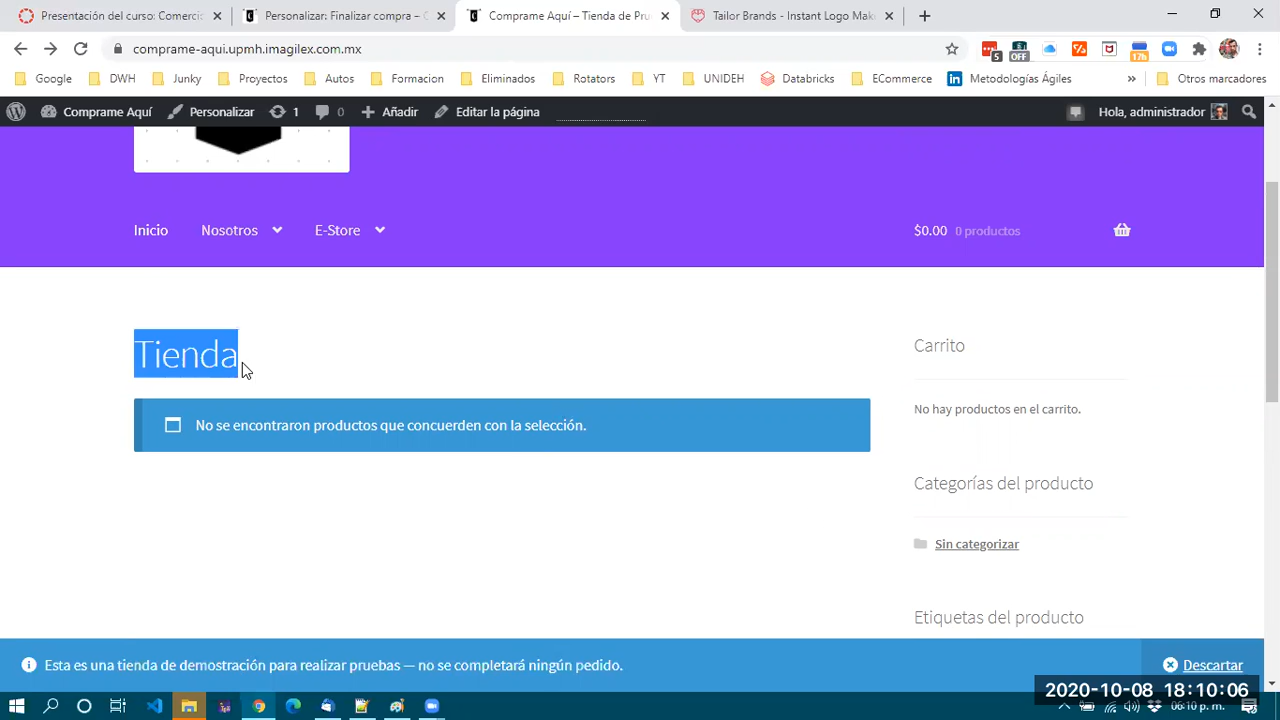 Presentación del curso: Comerci
Personalizar: Finalizar compra – C
Comprame Aquí – Tienda de Pru
Tailor Brands - Instant Logo Mak
comprame-aqui.upmh.imagilex.com.mx
5
OFF
17h
Google
DWH
Junky
Proyectos
Autos
Formacion
Eliminados
Rotators
YT
UNIDEH
Databricks
ECommerce
Metodologías Ágiles
»
Otros marcadores
Comprame Aquí
Personalizar
1
0
Añadir
Editar la página
Hola, administrador
Inicio
Nosotros
E-Store
$0.00 0 productos
Tienda
No se encontraron productos que concuerden con la selección.
Carrito
No hay productos en el carrito.
Categorías del producto
Sin categorizar
Etiquetas del producto
Esta es una tienda de demostración para realizar pruebas — no se completará ningún pedido.
Descartar
2020-10-08 18:10:06
06:10 p. m.